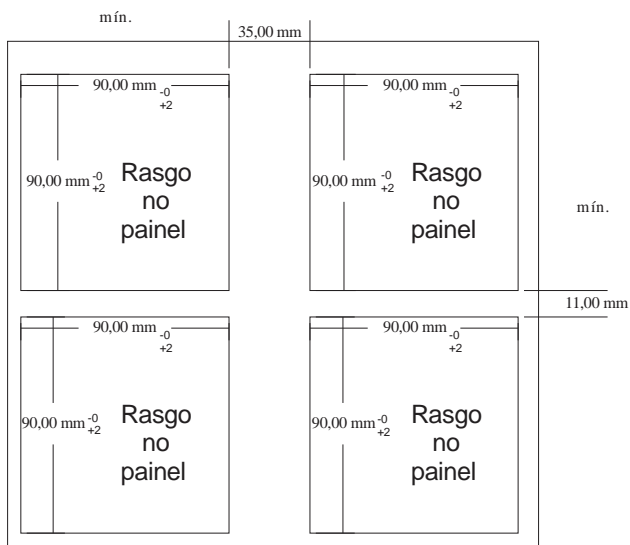 mín.
35,00 mm
90,00 mm -0
+2
90,00 mm -0
+2
90,00 mm -0
+2
Rasgo
no
painel
90,00 mm -0
+2
Rasgo
no
painel
mín.
11,00 mm
90,00 mm -0
+2
90,00 mm -0
+2
90,00 mm -0
+2
Rasgo
no
painel
90,00 mm -0
+2
Rasgo
no
painel